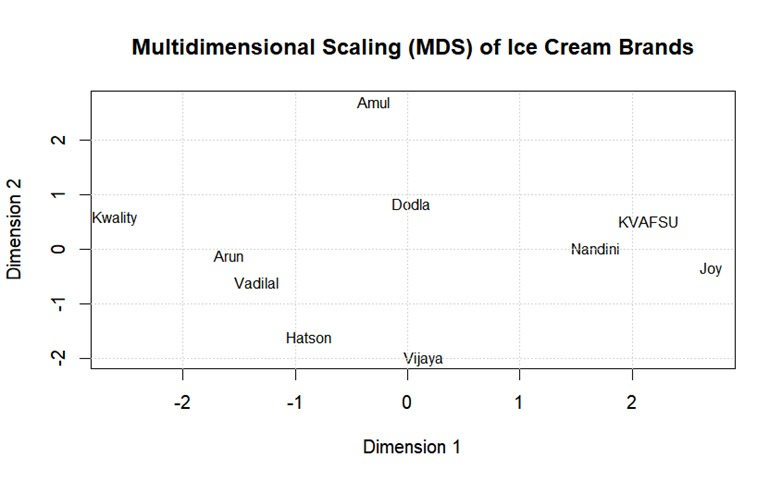 Multidimensional Scaling (MDS) of Ice Cream Brands
Amul
2
1
Dodla
Kwality
KVAFSU
Dimension 2
0
Nandini
Arun
Joy
Vadilal
-1
Hatson
-2
Vijaya
-2 -1 0 1 2
Dimension 1